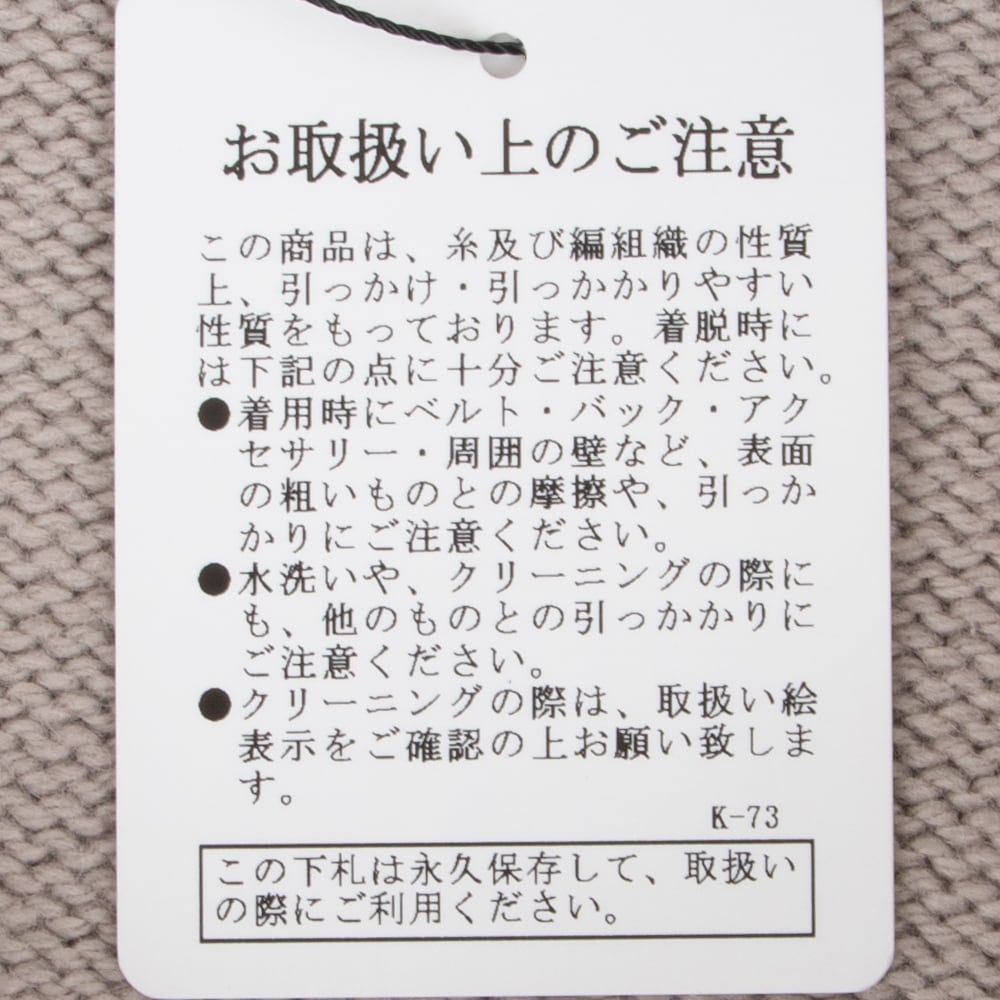 お取扱い上のご注意
この商品は、糸及び編組織の性質
上、引っかけ・引っかかりやすい
性質をもっております。着脱時に
は下記の点に十分ご注意ください。
●着用時にベルト・バック・アク
セサリー・周囲の壁など、表面
の粗いものとの摩擦や、引っか
かりにご注意ください。
●水洗いや、クリーニングの際に
も、他のものとの引っかかりに
ご注意ください。
●クリーニングの際は、取扱い絵
表示をご確認の上お願い致しま
す。
K-73
この下札は永久保存して、取扱い
の際にご利用ください。